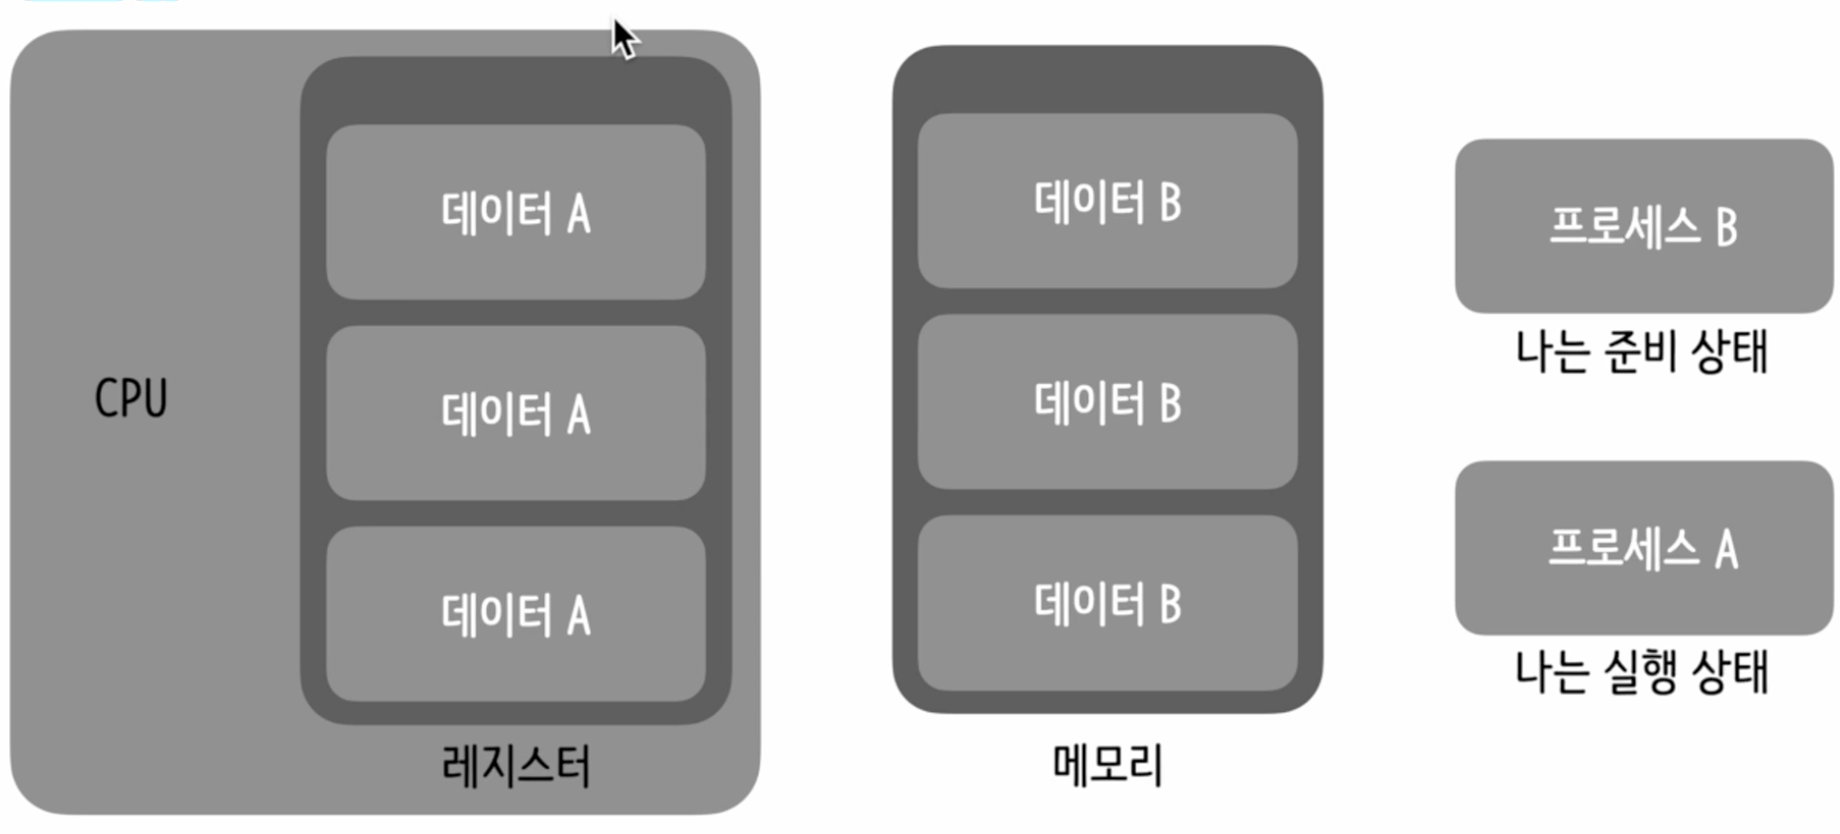 CPU
데이터 A
데이터 A
데이터 A
레지스터
데이터 B
데이터 B
데이터 B
메모리
프로세스 B
나는 준비 상태
프로세스 A
나는 실행 상태